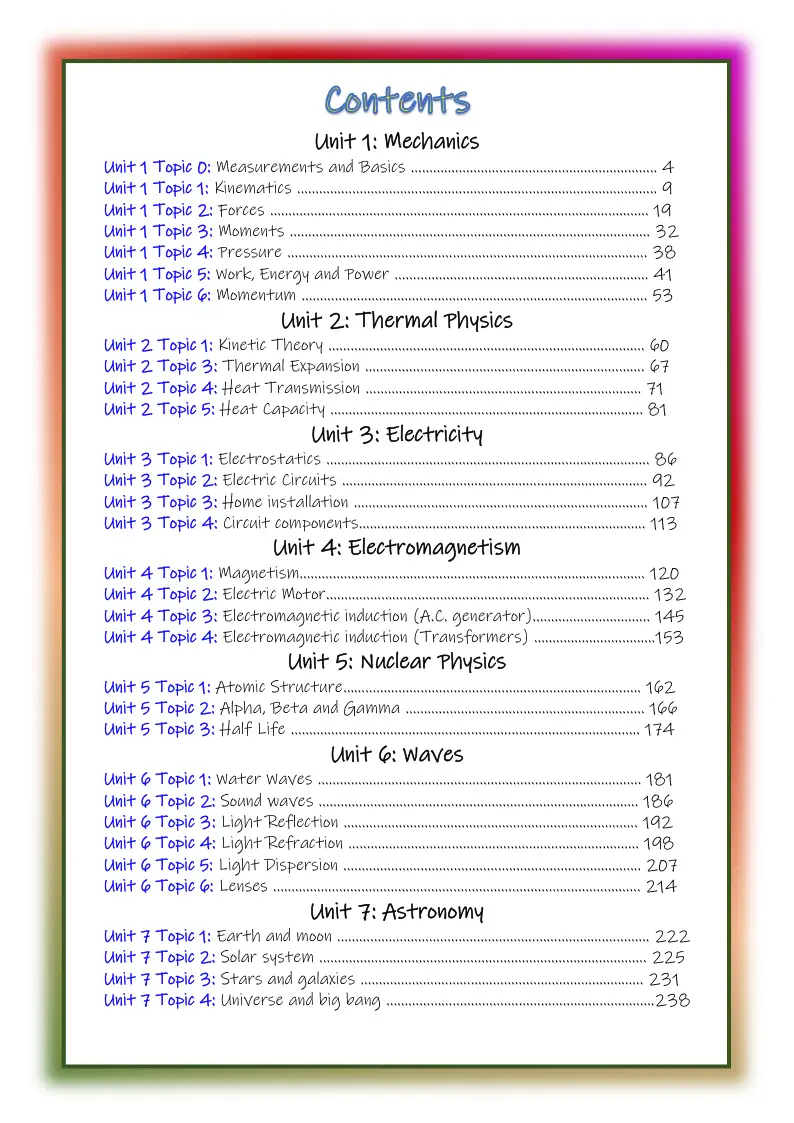 Contents
Unit 1: Mechanics
Unit 1 Topic 0: Measurements and Basics ................................................................... 4
Unit 1 Topic 1: Kinematics .................................................................................................. 9
Unit 1 Topic 2: Forces ....................................................................................................... 19
Unit 1 Topic 3: Moments .................................................................................................. 32
Unit 1 Topic 4: Pressure .................................................................................................. 38
Unit 1 Topic 5: Work, Energy and Power ..................................................................... 41
Unit 1 Topic 6: Momentum .............................................................................................. 53
Unit 2: Thermal Physics
Unit 2 Topic 1: Kinetic Theory ...................................................................................... 60
Unit 2 Topic 3: Thermal Expansion ............................................................................ 67
Unit 2 Topic 4: Heat Transmission ........................................................................... 71
Unit 2 Topic 5: Heat Capacity ..................................................................................... 81
Unit 3: Electricity
Unit 3 Topic 1: Electrostatics ........................................................................................ 86
Unit 3 Topic 2: Electric Circuits ................................................................................... 92
Unit 3 Topic 3: Home installation ................................................................................ 107
Unit 3 Topic 4: Circuit components.............................................................................. 113
Unit 4: Electromagnetism
Unit 4 Topic 1: Magnetism.............................................................................................. 120
Unit 4 Topic 2: Electric Motor........................................................................................ 132
Unit 4 Topic 3: Electromagnetic induction (A.C. generator)................................ 145
Unit 4 Topic 4: Electromagnetic induction (Transformers) .................................153
Unit 5: Nuclear Physics
Unit 5 Topic 1: Atomic Structure................................................................................. 162
Unit 5 Topic 2: Alpha, Beta and Gamma ................................................................. 166
Unit 5 Topic 3: Half Life ............................................................................................... 174
Unit 6: Waves
Unit 6 Topic 1: Water Waves ........................................................................................ 181
Unit 6 Topic 2: Sound waves ....................................................................................... 186
Unit 6 Topic 3: Light Reflection ................................................................................ 192
Unit 6 Topic 4: Light Refraction ............................................................................... 198
Unit 6 Topic 5: Light Dispersion ................................................................................. 207
Unit 6 Topic 6: Lenses .................................................................................................... 214
Unit 7: Astronomy
Unit 7 Topic 1: Earth and moon ..................................................................................... 222
Unit 7 Topic 2: Solar system ......................................................................................... 225
Unit 7 Topic 3: Stars and galaxies ............................................................................. 231
Unit 7 Topic 4: Universe and big bang .........................................................................238